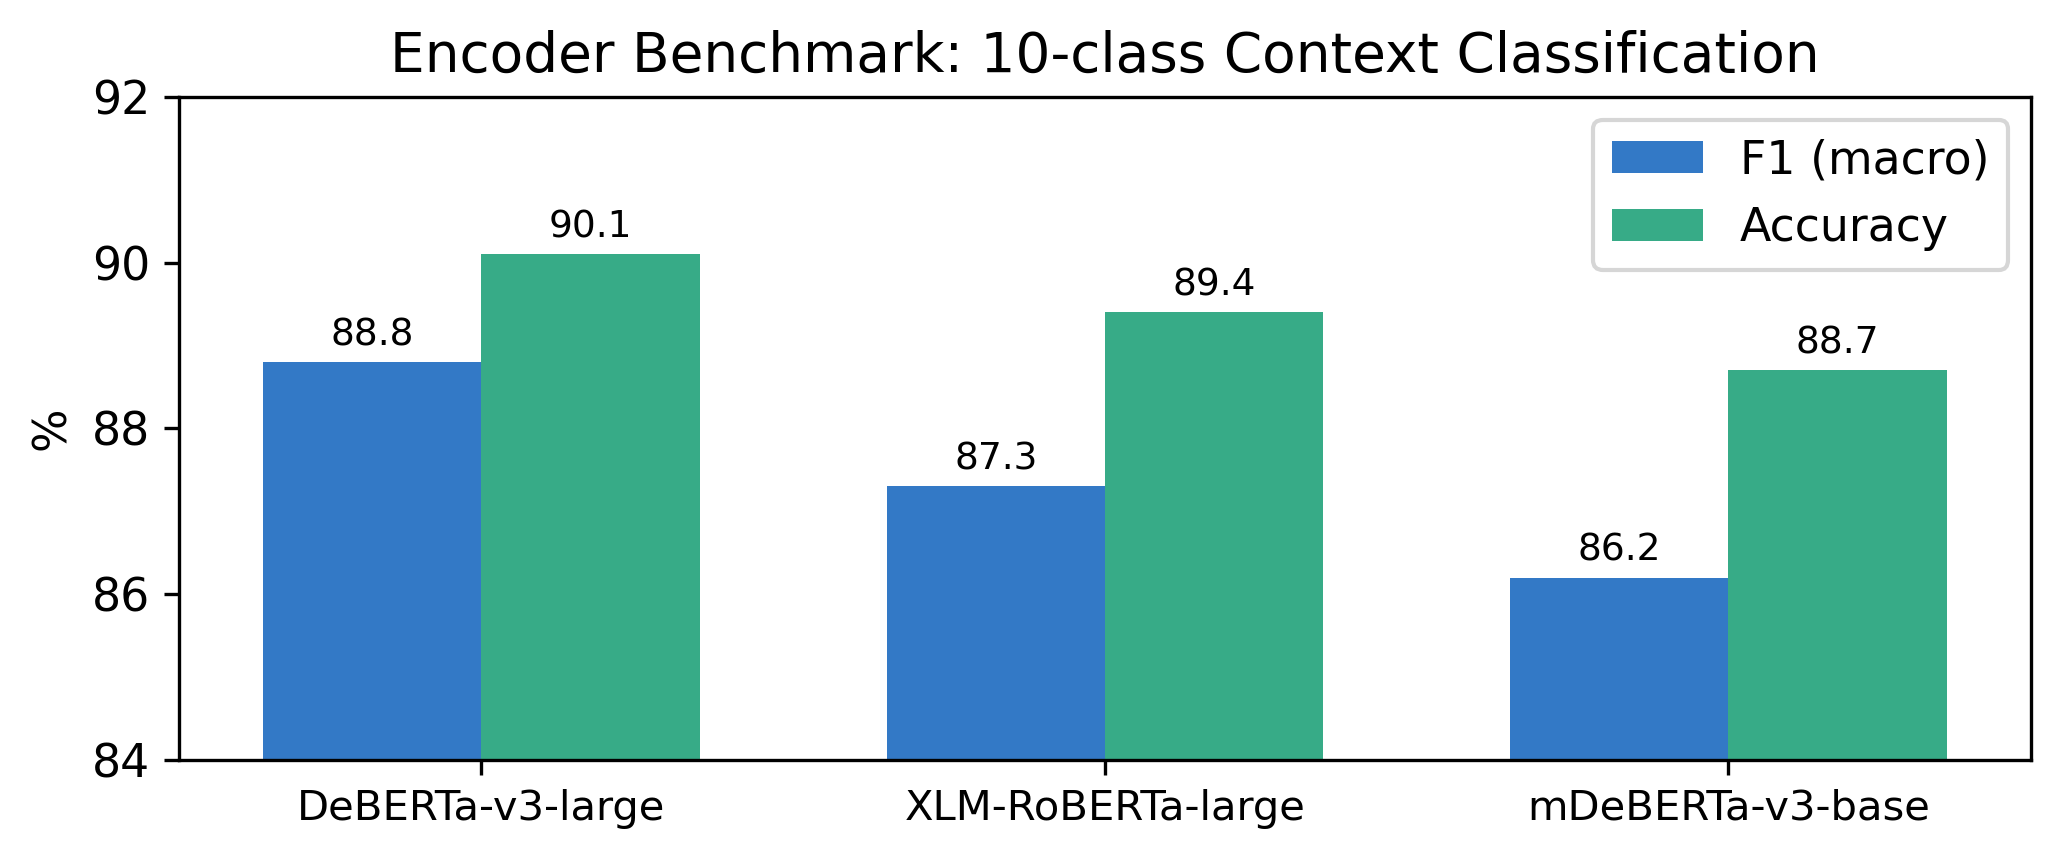 Encoder Benchmark: 10-class Context Classification
92
90
88
86
84
%
F1 (macro)
Accuracy
88.8
90.1
87.3
89.4
86.2
88.7
DeBERTa-v3-large
XLM-RoBERTa-large
mDeBERTa-v3-base